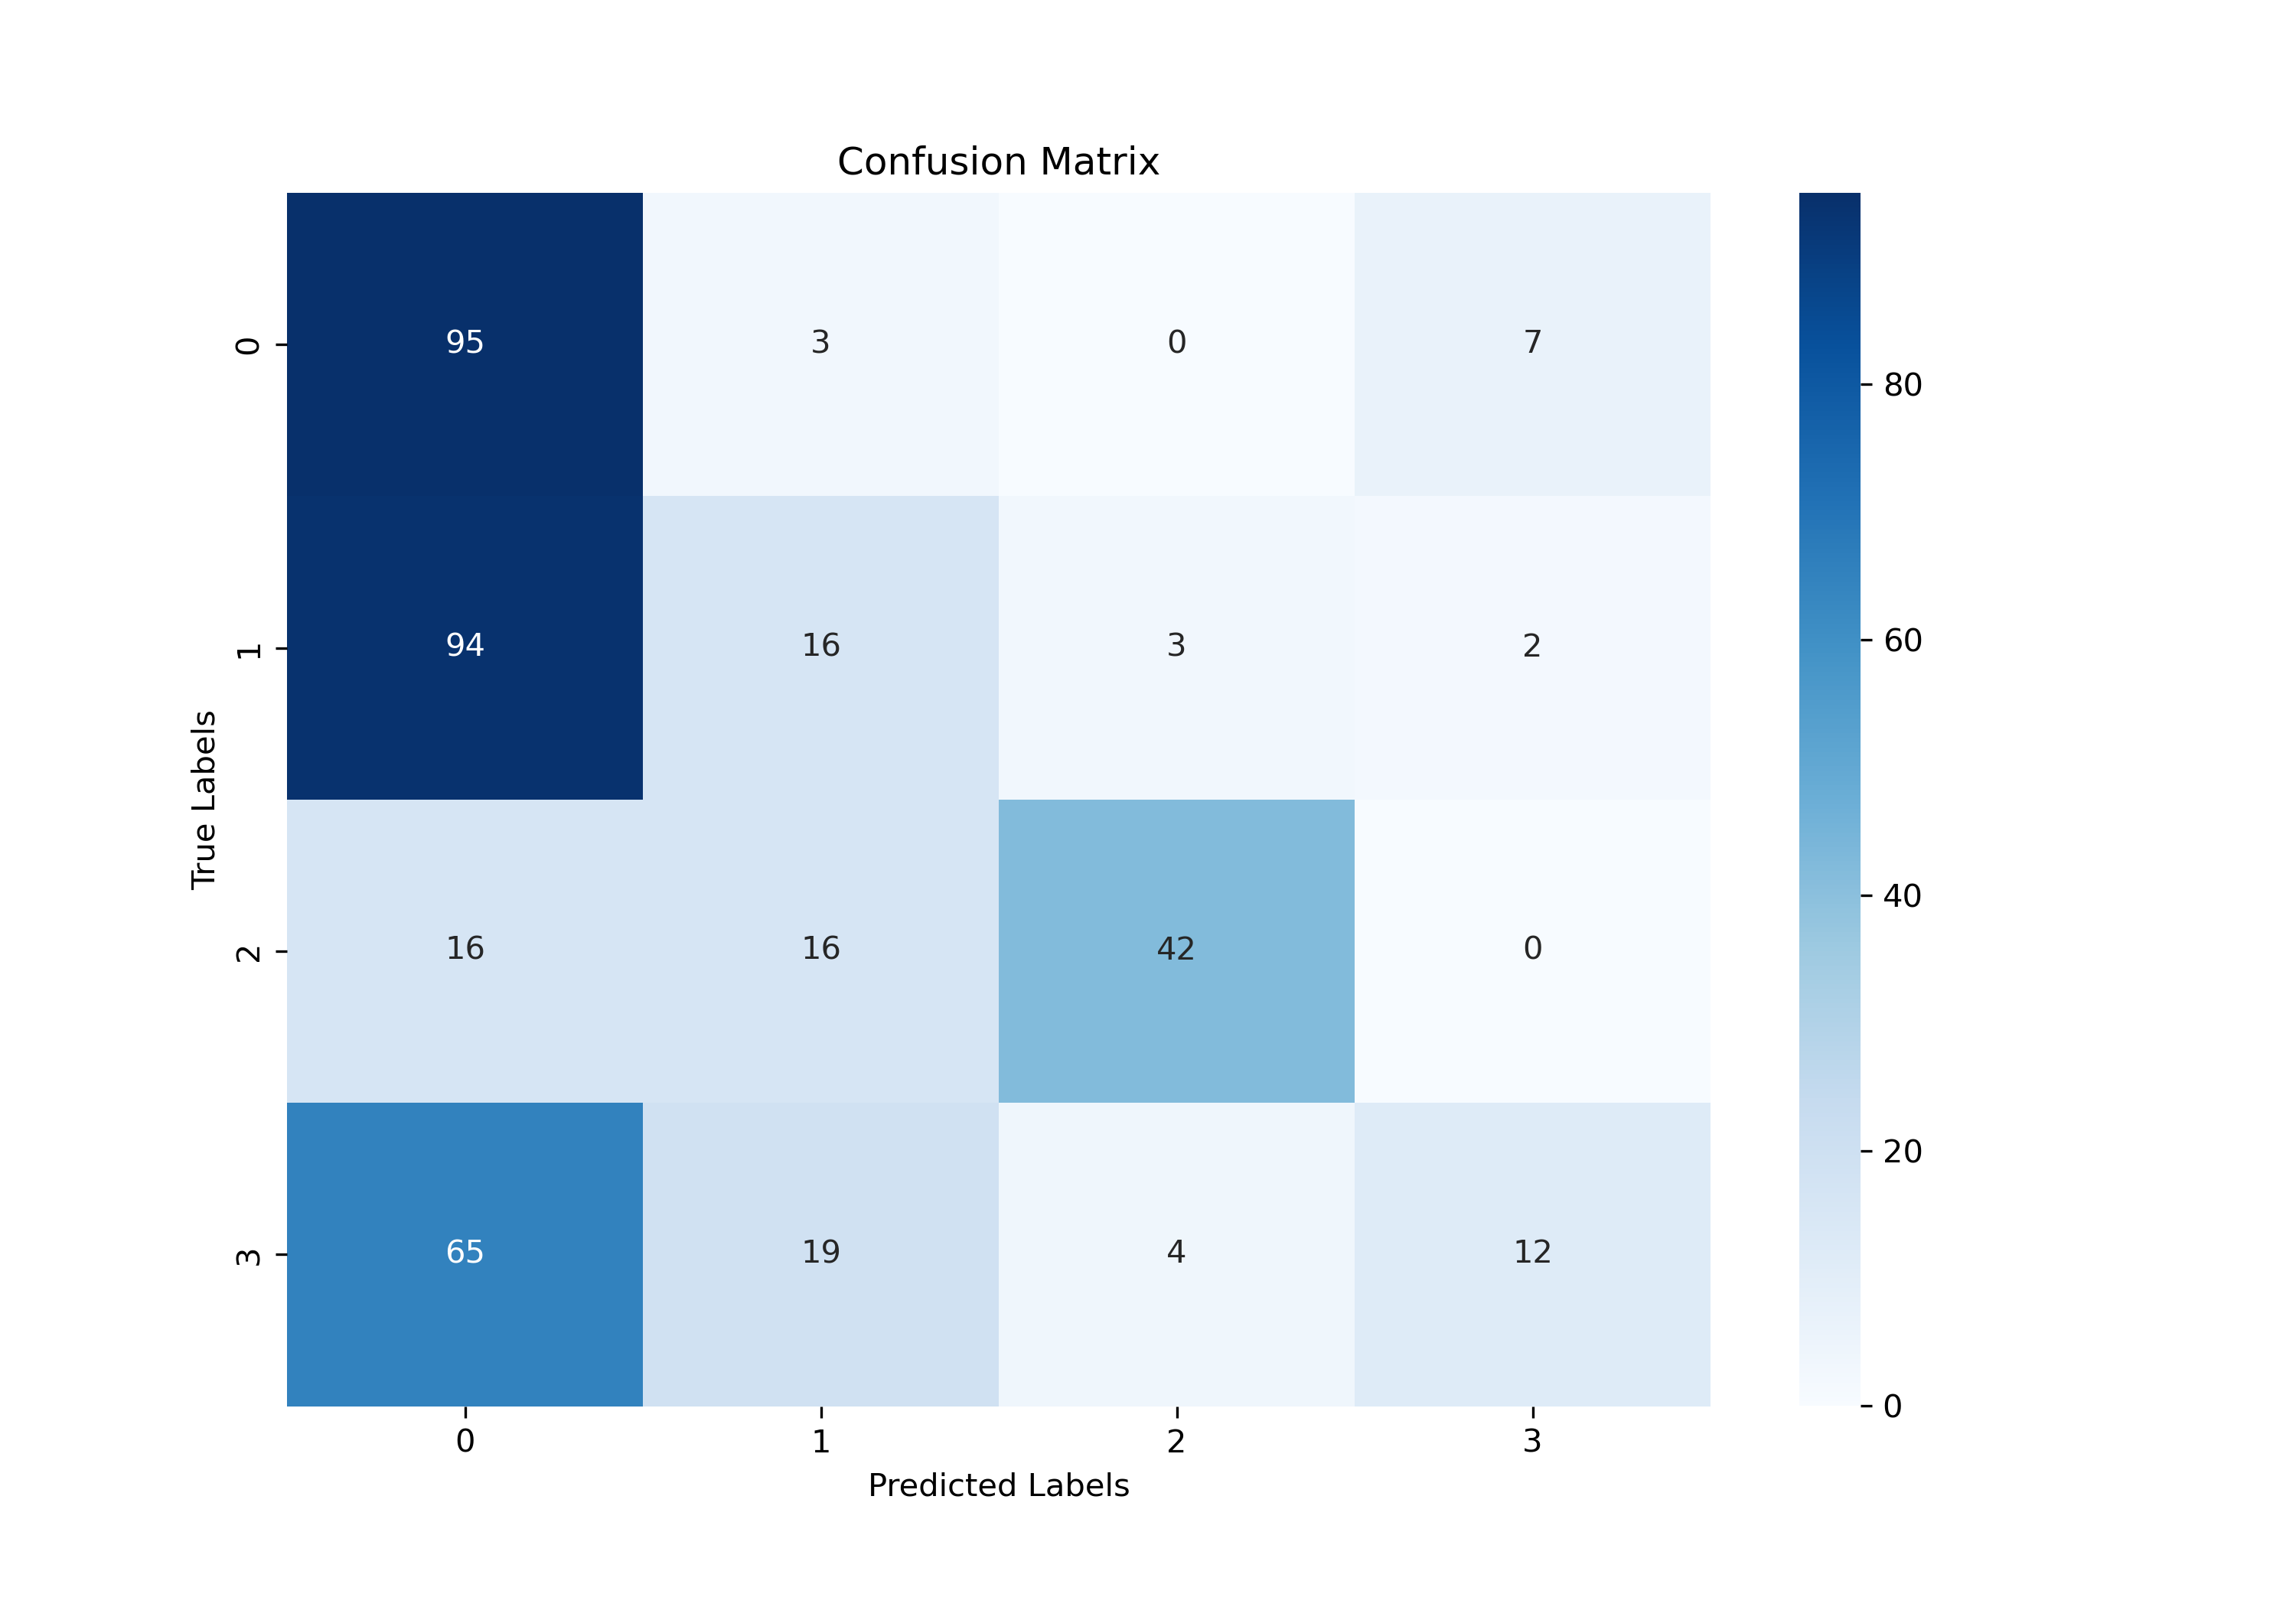 Confusion Matrix
True Labels
0 95 3 0 7
1 94 16 3 2
2 16 16 42 0
3 65 19 4 12
0 1 2 3
Predicted Labels
80
60
40
20
0